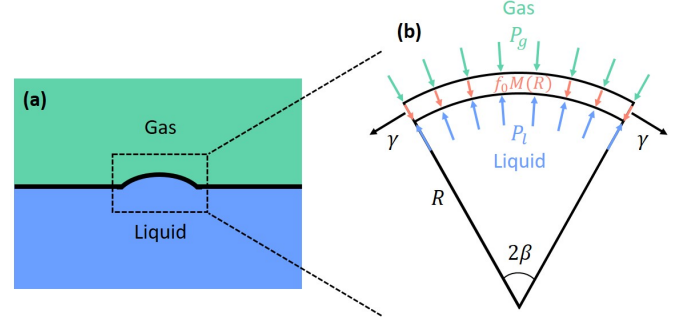 (a)
Gas
Liquid
(b)
Gas
P_g
f_0M(R)
γ
γ
P_l
Liquid
R
2β